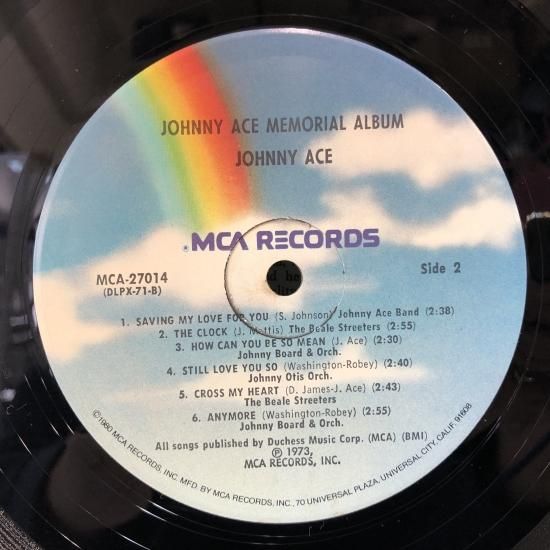 JOHNNY ACE MEMORIAL ALBUM
JOHNNY ACE
MCA RECORDS
MCA-27014
(DLPX-71-B)
Side 2
1. SAVING MY LOVE FOR YOU (S. Johnson) Johnny Ace Band (2:38)
2. THE CLOCK (J. Mattis) The Beale Streeters (2:55)
3. HOW CAN YOU BE SO MEAN (J. Ace) (2:30)
Johnny Board & Orch.
4. STILL LOVE YOU SO (Washington-Robey) (2:40)
Johnny Otis Orch.
5. CROSS MY HEART (D. James-J. Ace) (2:43)
The Beale Streeters
6. ANYMORE (Washington-Robey) (2:55)
Johnny Board & Orch.
All songs published by Duchess Music Corp. (MCA) (BMI)
℗ 1973,
MCA RECORDS, INC.
©1980 MCA RECORDS, INC. MFD. BY MCA RECORDS, INC., 70 UNIVERSAL PLAZA, UNIVERSAL CITY, CALIF. 91608